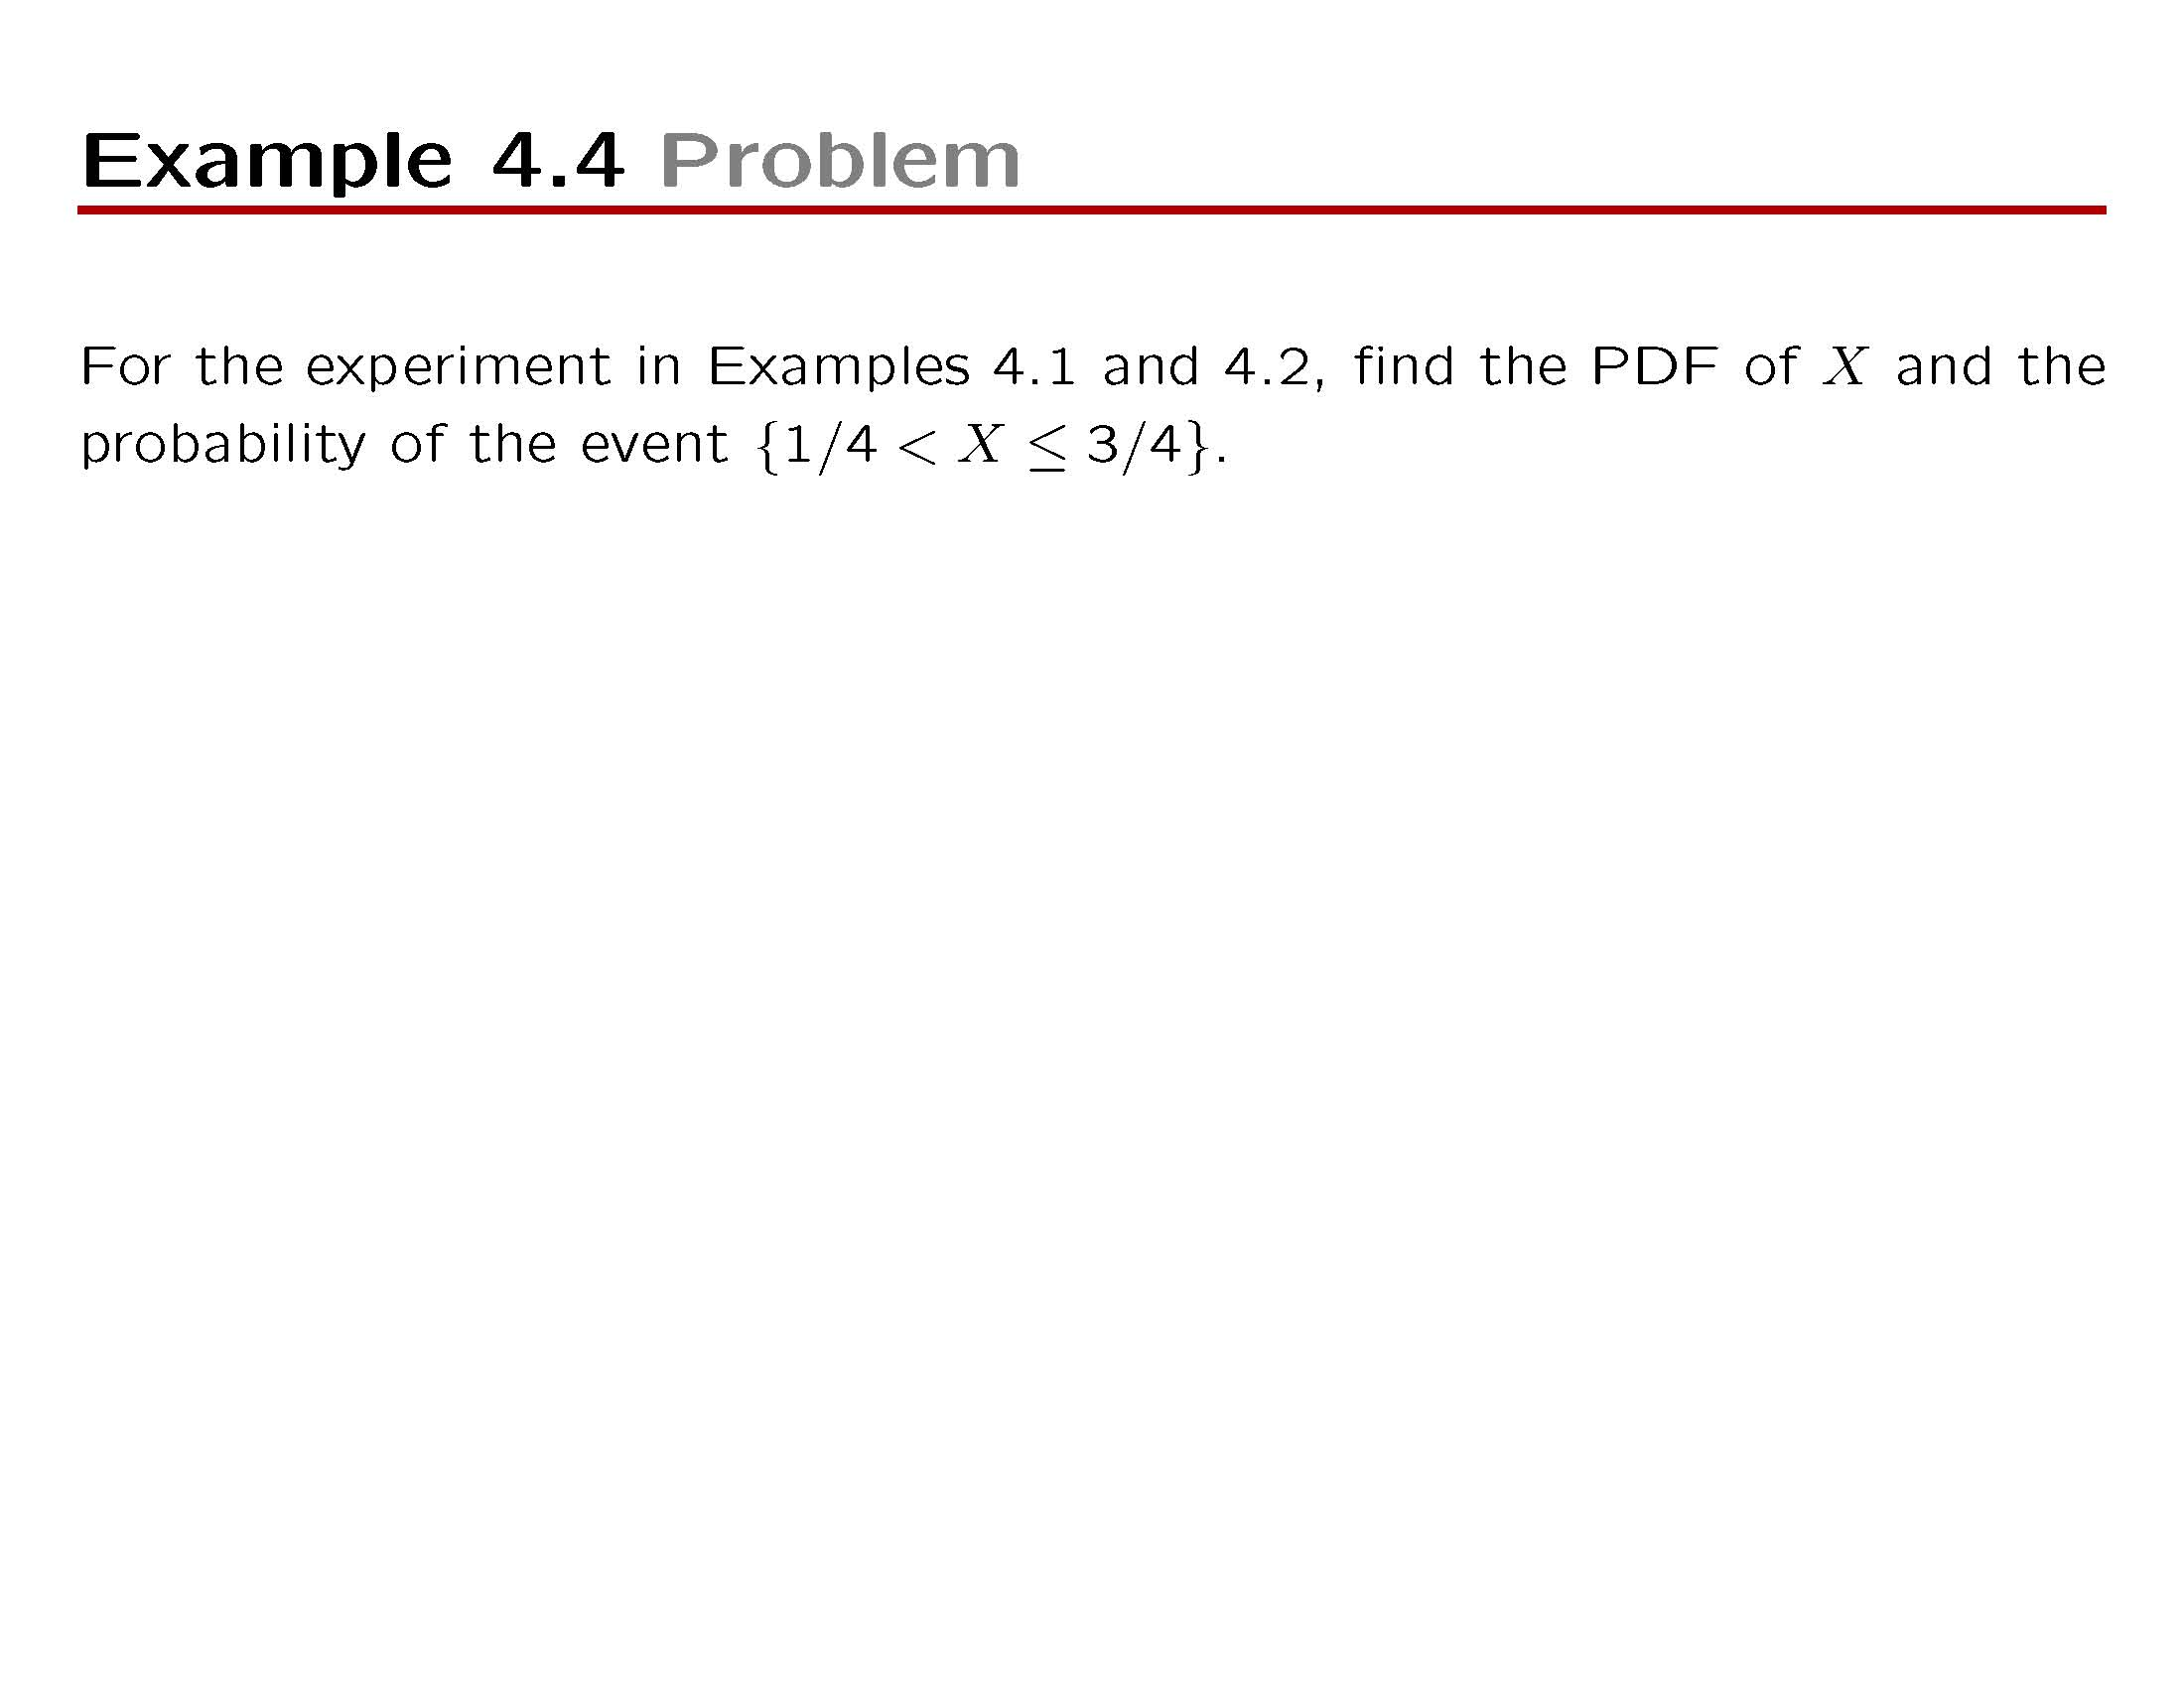 Example 4.4 Problem
For the experiment in Examples 4.1 and 4.2, find the PDF of X and the
probability of the event {1/4 < X ≤ 3/4}.